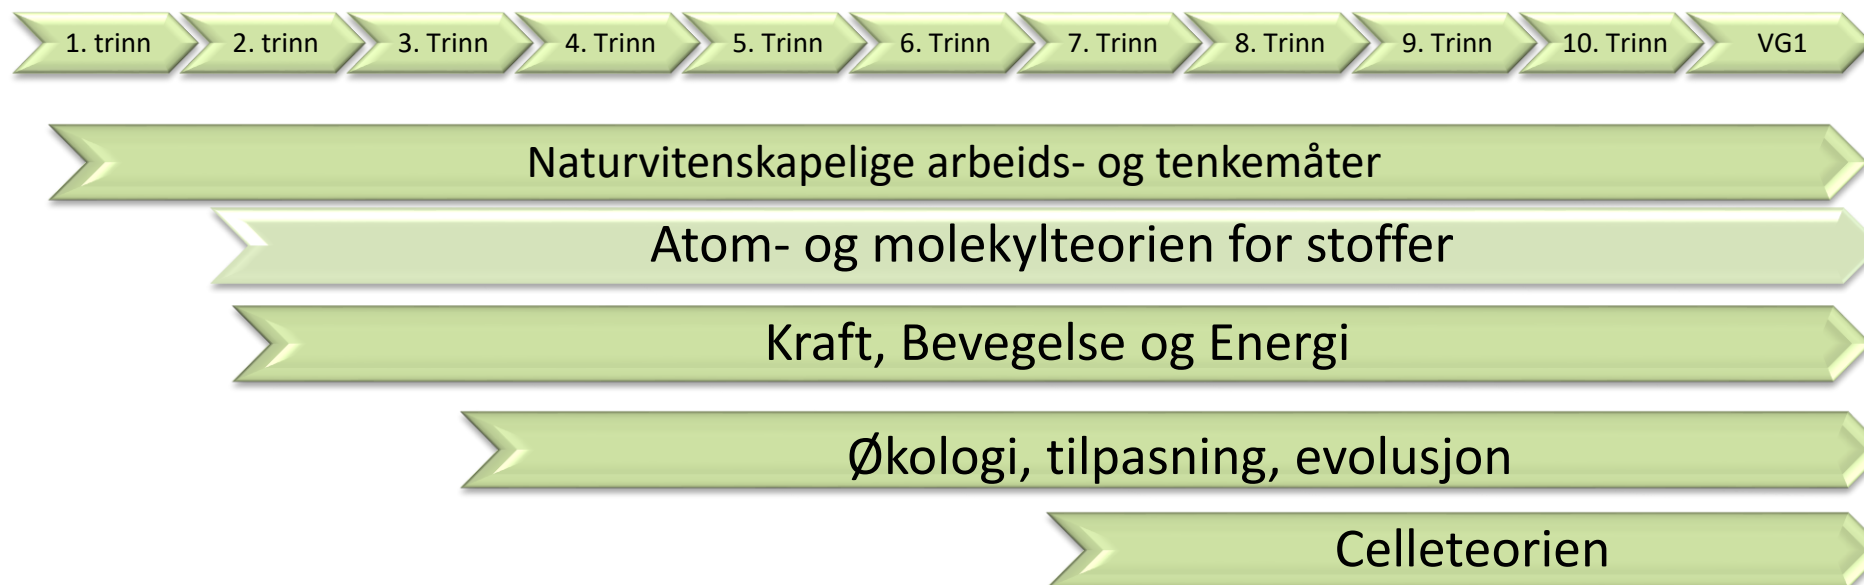 1. trinn 2. trinn 3. Trinn 4. Trinn 5. Trinn 6. Trinn 7. Trinn 8. Trinn 9. Trinn 10. Trinn VG1
Naturvitenskapelige arbeids- og tenkemåter
Atom- og molekylteorien for stoffer
Kraft, Bevegelse og Energi
Økologi, tilpasning, evolusjon
Celleteorien